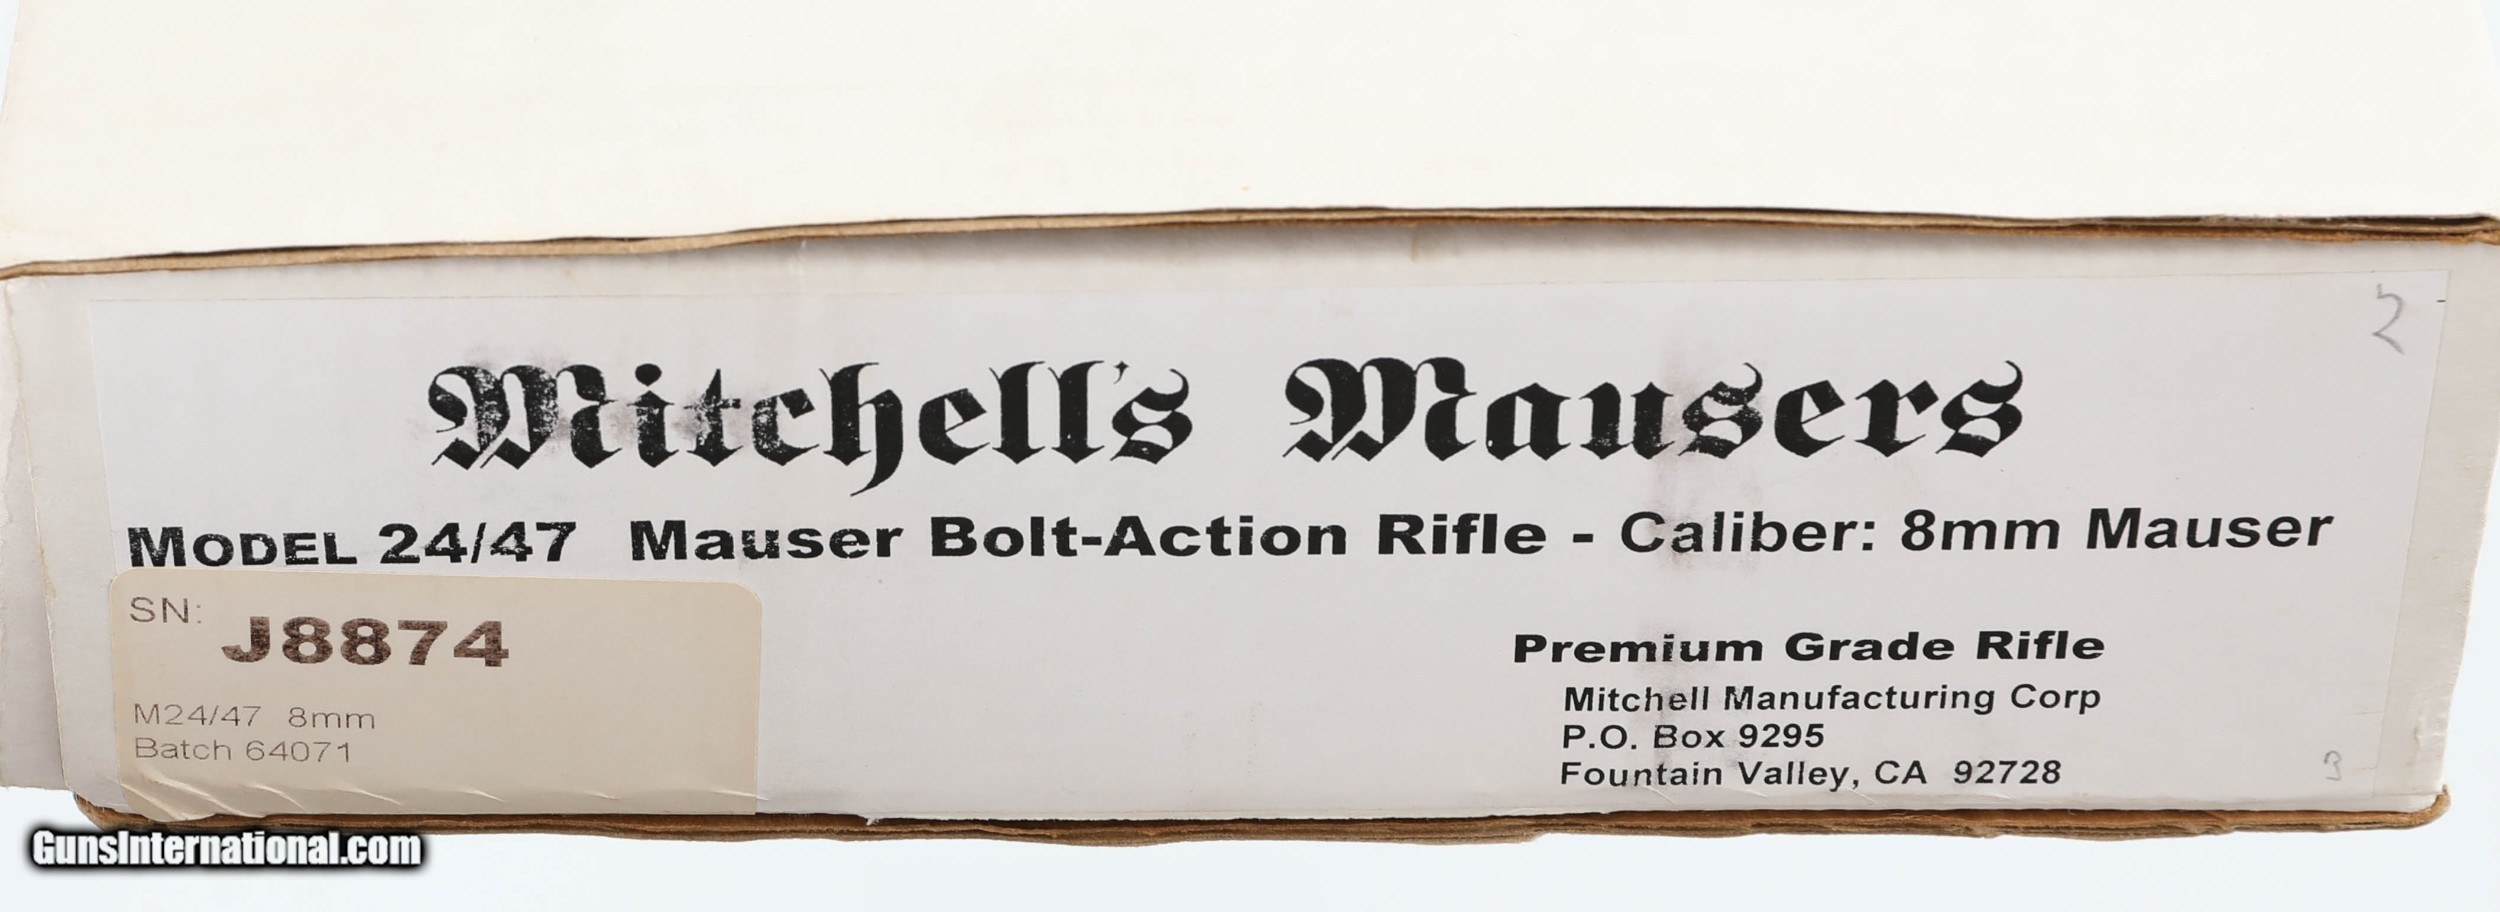 2
Mitchell's Mausers
MODEL 24/47 Mauser Bolt-Action Rifle - Caliber: 8mm Mauser
SN: J8874
M24/47 8mm
Batch 64071
Premium Grade Rifle
Mitchell Manufacturing Corp
P.O. Box 9295
Fountain Valley, CA 92728
3
GunsInternational.com